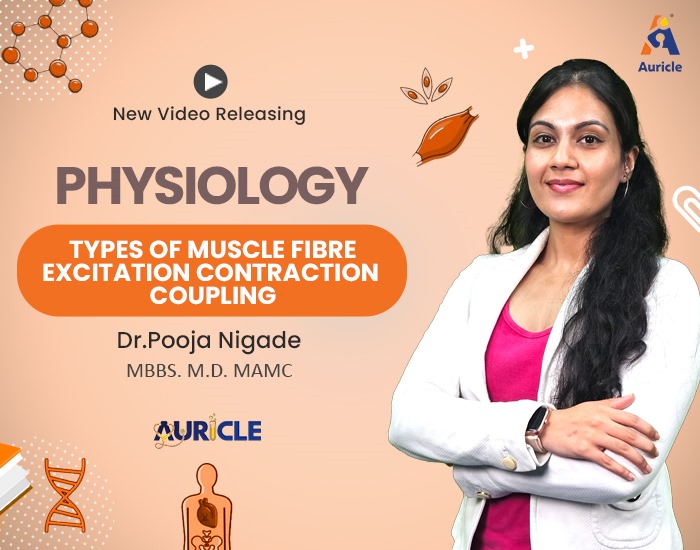 Auricle
New Video Releasing
PHYSIOLOGY
TYPES OF MUSCLE FIBRE
EXCITATION CONTRACTION
COUPLING
Dr.Pooja Nigade
MBBS. M.D. MAMC
AURICLE